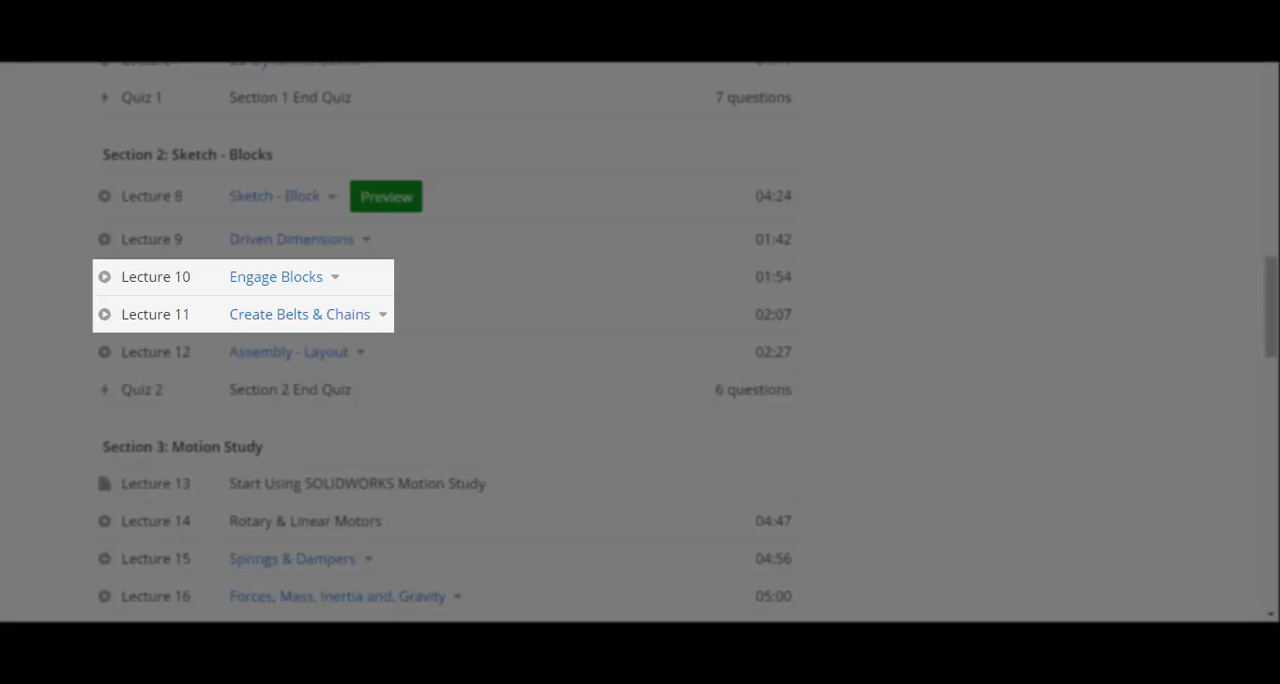 Quiz 1 Section 1 End Quiz 7 questions
Section 2: Sketch - Blocks
Lecture 8 Sketch - Block Preview 04:24
Lecture 9 Driven Dimensions 01:42
Lecture 10 Engage Blocks 01:54
Lecture 11 Create Belts & Chains 02:07
Lecture 12 Assembly - Layout 02:27
Quiz 2 Section 2 End Quiz 6 questions
Section 3: Motion Study
Lecture 13 Start Using SOLIDWORKS Motion Study
Lecture 14 Rotary & Linear Motors 04:47
Lecture 15 Springs & Dampers 04:56
Lecture 16 Forces, Mass, Inertia and, Gravity 05:00